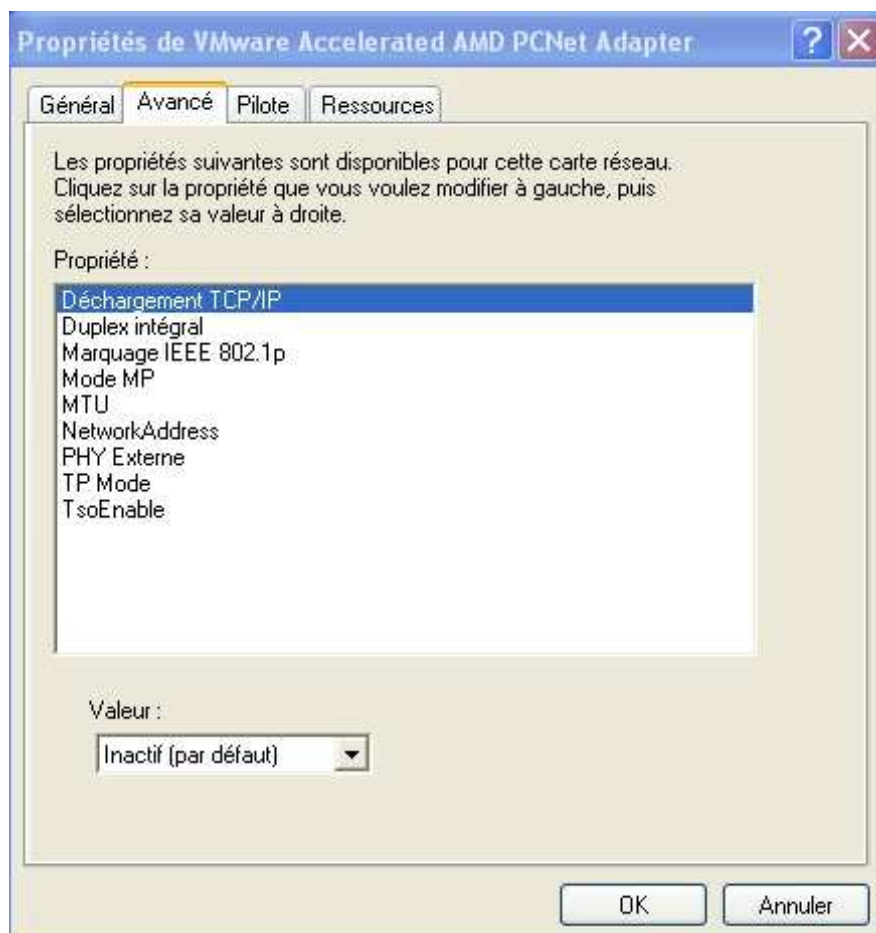 Propriétés de VMware Accelerated AMD PCNet Adapter
Général Avancé Pilote Ressources
Les propriétés suivantes sont disponibles pour cette carte réseau.
Cliquez sur la propriété que vous voulez modifier à gauche, puis
sélectionnez sa valeur à droite.
Propriété :
Déchargement TCP/IP
Duplex intégral
Marquage IEEE 802.1p
Mode MP
MTU
NetworkAddress
PHY Externe
TP Mode
TsoEnable
Valeur :
Inactif (par défaut)
OK Annuler